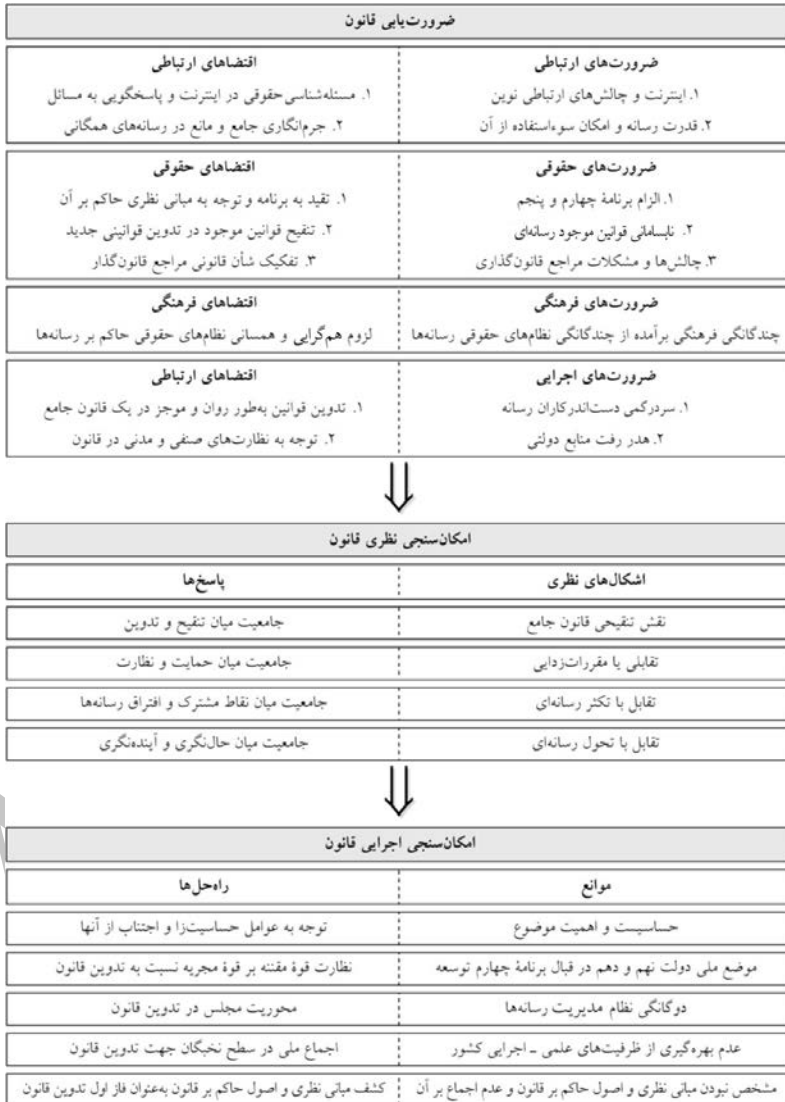 ضرورت‌یابی قانون
ضرورت‌های ارتباطی
۱. اینترنت و چالش‌های ارتباطی نوین
۲. قدرت رسانه و امکان سوءاستفاده از آن
اقتضاهای ارتباطی
۱. مسئله‌شناسی حقوقی در اینترنت و پاسخگویی به مسائل
۲. جرم‌انگاری جامع و مانع در رسانه‌های همگانی
ضرورت‌های حقوقی
۱. الزام برنامهٔ چهارم و پنجم
۲. نابسامانی قوانین موجود رسانه‌ای
۳. چالش‌ها و مشکلات مراجع قانون‌گذاری
اقتضاهای حقوقی
۱. تقید به برنامه و توجه به مبانی نظری حاکم بر آن
۲. تنقیح قوانین موجود در تدوین قوانینی جدید
۳. تفکیک شأن قانونی مراجع قانون‌گذار
ضرورت‌های فرهنگی
چندگانگی فرهنگی برآمده از چندگانگی نظام‌های حقوقی رسانه‌ها
اقتضاهای فرهنگی
لزوم هم‌گرایی و همسانی نظام‌های حقوقی حاکم بر رسانه‌ها
ضرورت‌های اجرایی
۱. سردرگمی دست‌اندرکاران رسانه
۲. هدر رفت منابع دولتی
اقتضاهای ارتباطی
۱. تدوین قوانین به‌طور روان و موجز در یک قانون جامع
۲. توجه به نظارت‌های صنفی و مدنی در قانون
امکان‌سنجی نظری قانون
اشکال‌های نظری
پاسخ‌ها
نقش تنقیحی قانون جامع
جامعیت میان تنقیح و تدوین
تقابلی یا مقررات‌زدایی
جامعیت میان حمایت و نظارت
تقابل با تکثر رسانه‌ای
جامعیت میان نقاط مشترک و افتراق رسانه‌ها
تقابل با تحول رسانه‌ای
جامعیت میان حال‌نگری و آینده‌نگری
امکان‌سنجی اجرایی قانون
موانع
راه‌حل‌ها
حساسیست و اهمیت موضوع
توجه به عوامل حساسیت‌زا و اجتناب از آنها
موضع ملی دولت نهم و دهم در قبال برنامهٔ چهارم توسعه
نظارت قوهٔ مقننه بر قوهٔ مجریه نسبت به تدوین قانون
دوگانگی نظام مدیریت رسانه‌ها
محوریت مجلس در تدوین قانون
عدم بهره‌گیری از ظرفیت‌های علمی ـ اجرایی کشور
اجماع ملی در سطح نخبگان جهت تدوین قانون
مشخص نبودن مبانی نظری و اصول حاکم بر قانون و عدم اجماع بر آن
کشف مبانی نظری و اصول حاکم بر قانون به‌عنوان فاز اول تدوین قانون